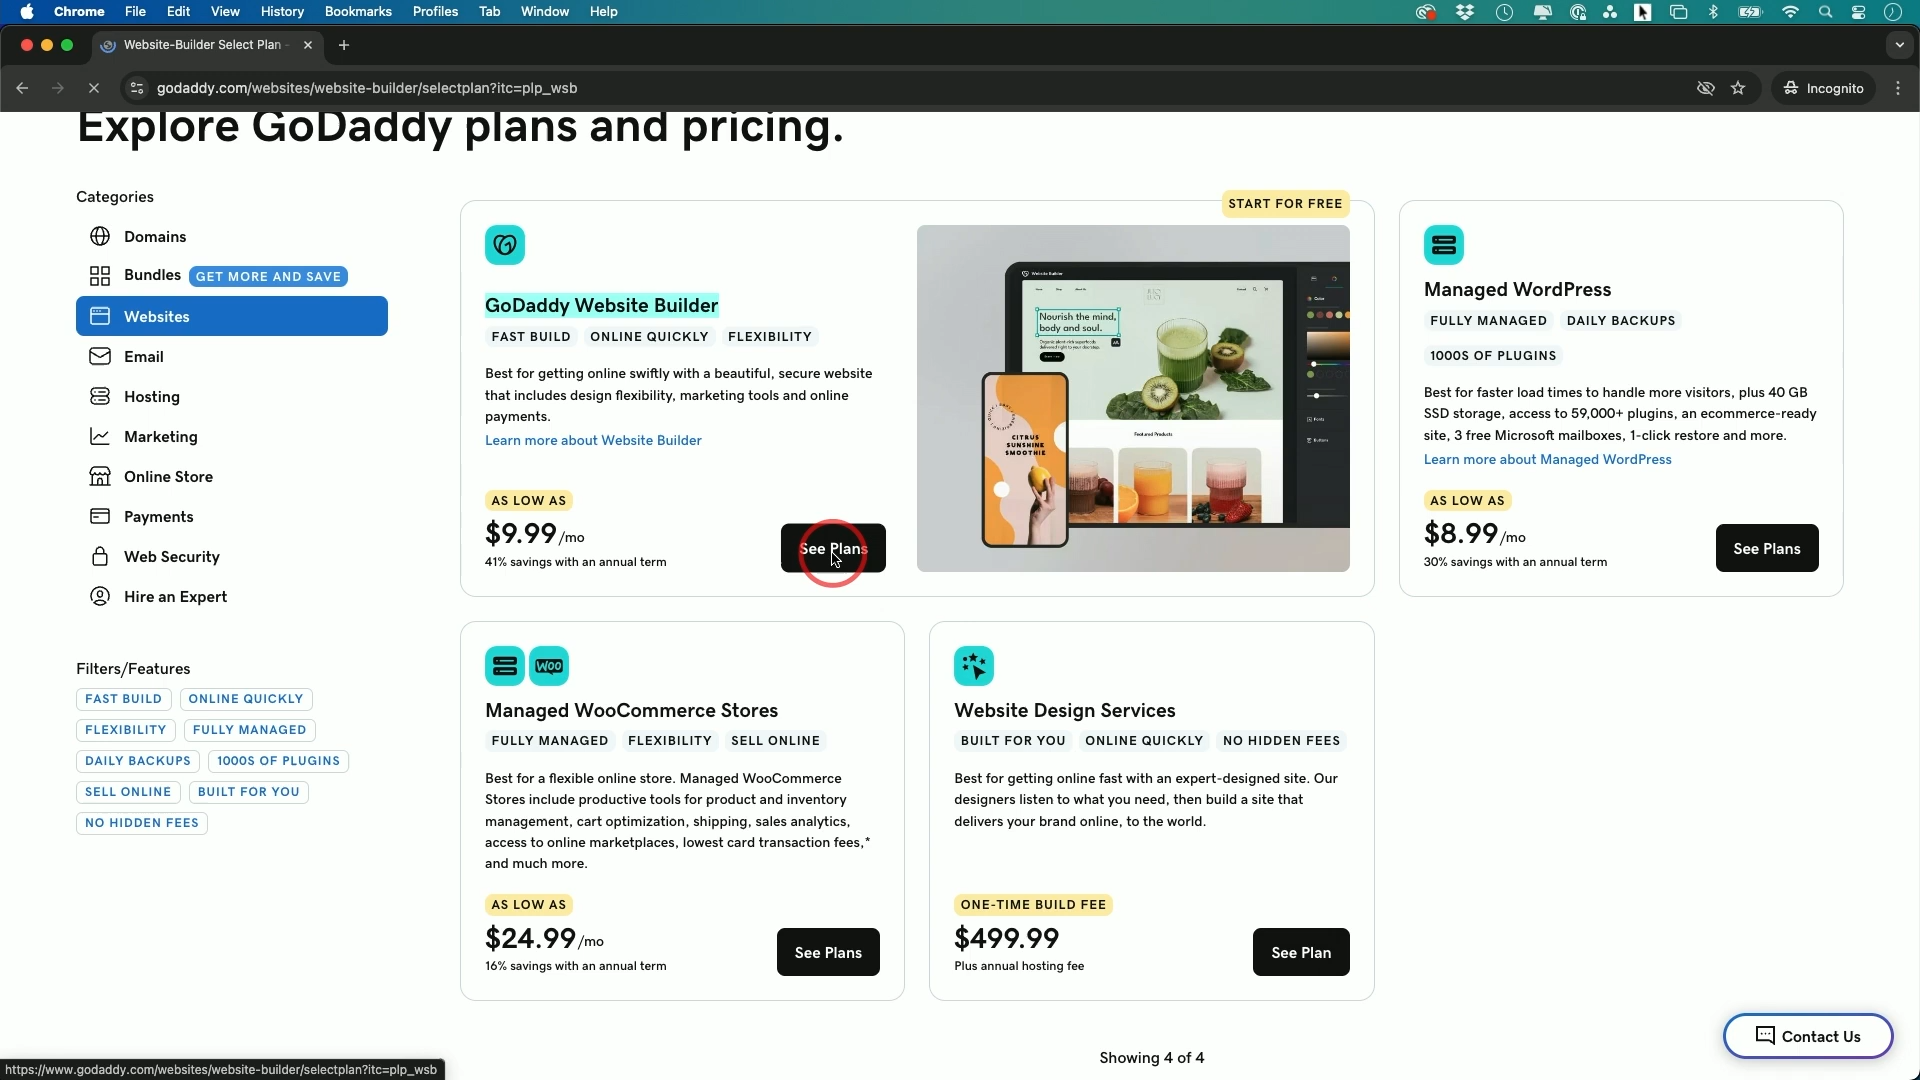 Chrome File Edit View History Bookmarks Profiles Tab Window Help
Website-Builder Select Plan -
godaddy.com/websites/website-builder/selectplan?itc=plp_wsb
Incognito
Explore GoDaddy plans and pricing.
Categories
Domains
Bundles GET MORE AND SAVE
Websites
Email
Hosting
Marketing
Online Store
Payments
Web Security
Hire an Expert
Filters/Features
FAST BUILD ONLINE QUICKLY
FLEXIBILITY FULLY MANAGED
DAILY BACKUPS 1000S OF PLUGINS
SELL ONLINE BUILT FOR YOU
NO HIDDEN FEES
START FOR FREE
GoDaddy Website Builder
FAST BUILD ONLINE QUICKLY FLEXIBILITY
Best for getting online swiftly with a beautiful, secure website
that includes design flexibility, marketing tools and online
payments.
Learn more about Website Builder
AS LOW AS
$9.99/mo
41% savings with an annual term
See Plans
Website Builder
Nourish the mind,
body and soul.
Featured Products
CITRUS
SUNSHINE
SMOOTHIE
Color
Fonts
Buttons
Managed WordPress
FULLY MANAGED DAILY BACKUPS
1000S OF PLUGINS
Best for faster load times to handle more visitors, plus 40 GB
SSD storage, access to 59,000+ plugins, an ecommerce-ready
site, 3 free Microsoft mailboxes, 1-click restore and more.
Learn more about Managed WordPress
AS LOW AS
$8.99/mo
30% savings with an annual term
See Plans
WOO
Managed WooCommerce Stores
FULLY MANAGED FLEXIBILITY SELL ONLINE
Best for a flexible online store. Managed WooCommerce
Stores include productive tools for product and inventory
management, cart optimization, shipping, sales analytics,
access to online marketplaces, lowest card transaction fees,*
and much more.
AS LOW AS
$24.99/mo
16% savings with an annual term
See Plans
Website Design Services
BUILT FOR YOU ONLINE QUICKLY NO HIDDEN FEES
Best for getting online fast with an expert-designed site. Our
designers listen to what you need, then build a site that
delivers your brand online, to the world.
ONE-TIME BUILD FEE
$499.99
Plus annual hosting fee
See Plan
Contact Us
Showing 4 of 4
https://www.godaddy.com/websites/website-builder/selectplan?itc=plp_wsb